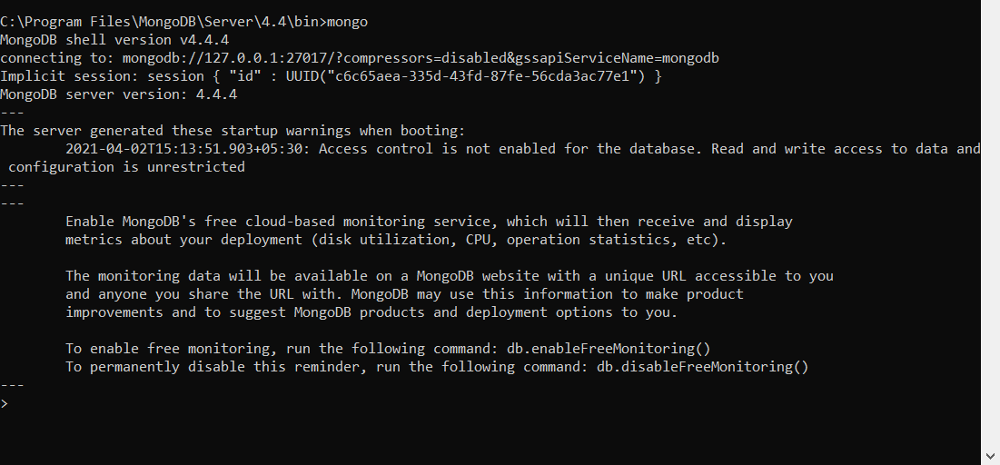 C:\Program Files\MongoDB\Server\4.4\bin>mongo
MongoDB shell version v4.4.4
connecting to: mongodb://127.0.0.1:27017/?compressors=disabled&gssapiServiceName=mongodb
Implicit session: session { "id" : UUID("c6c65aea-335d-43fd-87fe-56cda3ac77e1") }
MongoDB server version: 4.4.4
---
The server generated these startup warnings when booting:
        2021-04-02T15:13:51.903+05:30: Access control is not enabled for the database. Read and write access to data and
 configuration is unrestricted
---
---
        Enable MongoDB's free cloud-based monitoring service, which will then receive and display
        metrics about your deployment (disk utilization, CPU, operation statistics, etc).

        The monitoring data will be available on a MongoDB website with a unique URL accessible to you
        and anyone you share the URL with. MongoDB may use this information to make product
        improvements and to suggest MongoDB products and deployment options to you.

        To enable free monitoring, run the following command: db.enableFreeMonitoring()
        To permanently disable this reminder, run the following command: db.disableFreeMonitoring()
---
>